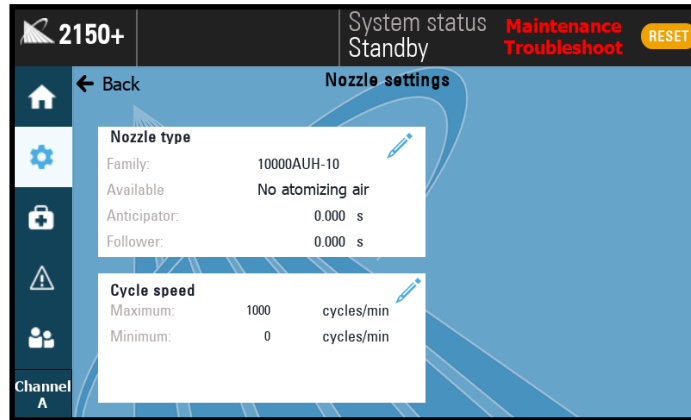 2150+
System status
Standby
Maintenance
Troubleshoot
RESET
Back
Nozzle settings
Nozzle type
Family: 10000AUH-10
Available No atomizing air
Anticipator: 0.000 s
Follower: 0.000 s
Cycle speed
Maximum: 1000 cycles/min
Minimum: 0 cycles/min
Channel
A